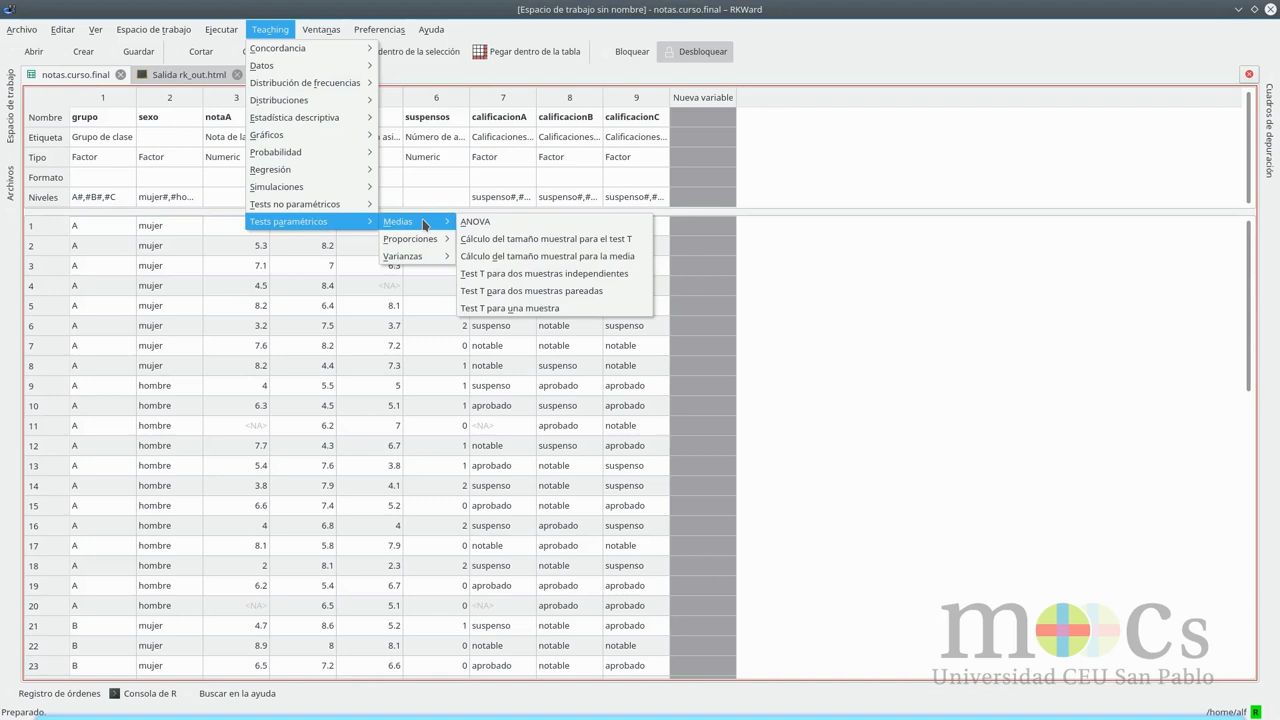 [Espacio de trabajo sin nombre] - notas.curso.final - RKWard
Archivo Editar Ver Espacio de trabajo Ejecutar Teaching Ventanas Preferencias Ayuda
Abrir Crear Guardar Cortar dentro de la selección Pegar dentro de la tabla Bloquear Desbloquear
notas.curso.final Salida rk_out.html
Espacio de trabajo
Archivos
Cuadros de depuración
Concordancia
Datos
Distribución de frecuencias
Distribuciones
Estadística descriptiva
Gráficos
Probabilidad
Regresión
Simulaciones
Tests no paramétricos
Tests paramétricos
Medias
Proporciones
Varianzas
ANOVA
Cálculo del tamaño muestral para el test T
Cálculo del tamaño muestral para la media
Test T para dos muestras independientes
Test T para dos muestras pareadas
Test T para una muestra
1 2 3 6 7 8 9 Nueva variable
Nombre grupo sexo notaA suspensos calificacionA calificacionB calificacionC
Etiqueta Grupo de clase Nota de la asi... Número de a... Calificaciones... Calificaciones... Calificaciones...
Tipo Factor Factor Numeric Numeric Factor Factor Factor
Formato
Niveles A#,#B#,#C mujer#,#ho... suspenso#,#... suspenso#,#... suspenso#,#...
1 A mujer
2 A mujer 5.3 8.2
3 A mujer 7.1 7 6.3
4 A mujer 4.5 8.4 <NA>
5 A mujer 8.2 6.4 8.1
6 A mujer 3.2 7.5 3.7 2 suspenso notable suspenso
7 A mujer 7.6 8.2 7.2 0 notable notable notable
8 A mujer 8.2 4.4 7.3 1 notable suspenso notable
9 A hombre 4 5.5 5 1 suspenso aprobado aprobado
10 A hombre 6.3 4.5 5.1 1 aprobado suspenso aprobado
11 A hombre <NA> 6.2 7 0 <NA> aprobado notable
12 A hombre 7.7 4.3 6.7 1 notable suspenso aprobado
13 A hombre 5.4 7.6 3.8 1 aprobado notable suspenso
14 A hombre 3.8 7.9 4.1 2 suspenso notable suspenso
15 A hombre 6.6 7.4 5.2 0 aprobado notable aprobado
16 A hombre 4 6.8 4 2 suspenso aprobado suspenso
17 A hombre 8.1 5.8 7.9 0 notable aprobado notable
18 A hombre 2 8.1 2.3 2 suspenso notable suspenso
19 A hombre 6.2 5.4 6.7 0 aprobado aprobado aprobado
20 A hombre <NA> 6.5 5.1 0 <NA> aprobado aprobado
21 B mujer 4.7 8.6 5.2 1 suspenso notable aprobado
22 B mujer 8.9 8 8.1 0 notable notable notable
23 B mujer 6.5 7.2 6.6 0 aprobado notable aprobado
mOOCs
Universidad CEU San Pablo
Registro de órdenes Consola de R Buscar en la ayuda
Preparado. /home/alf R